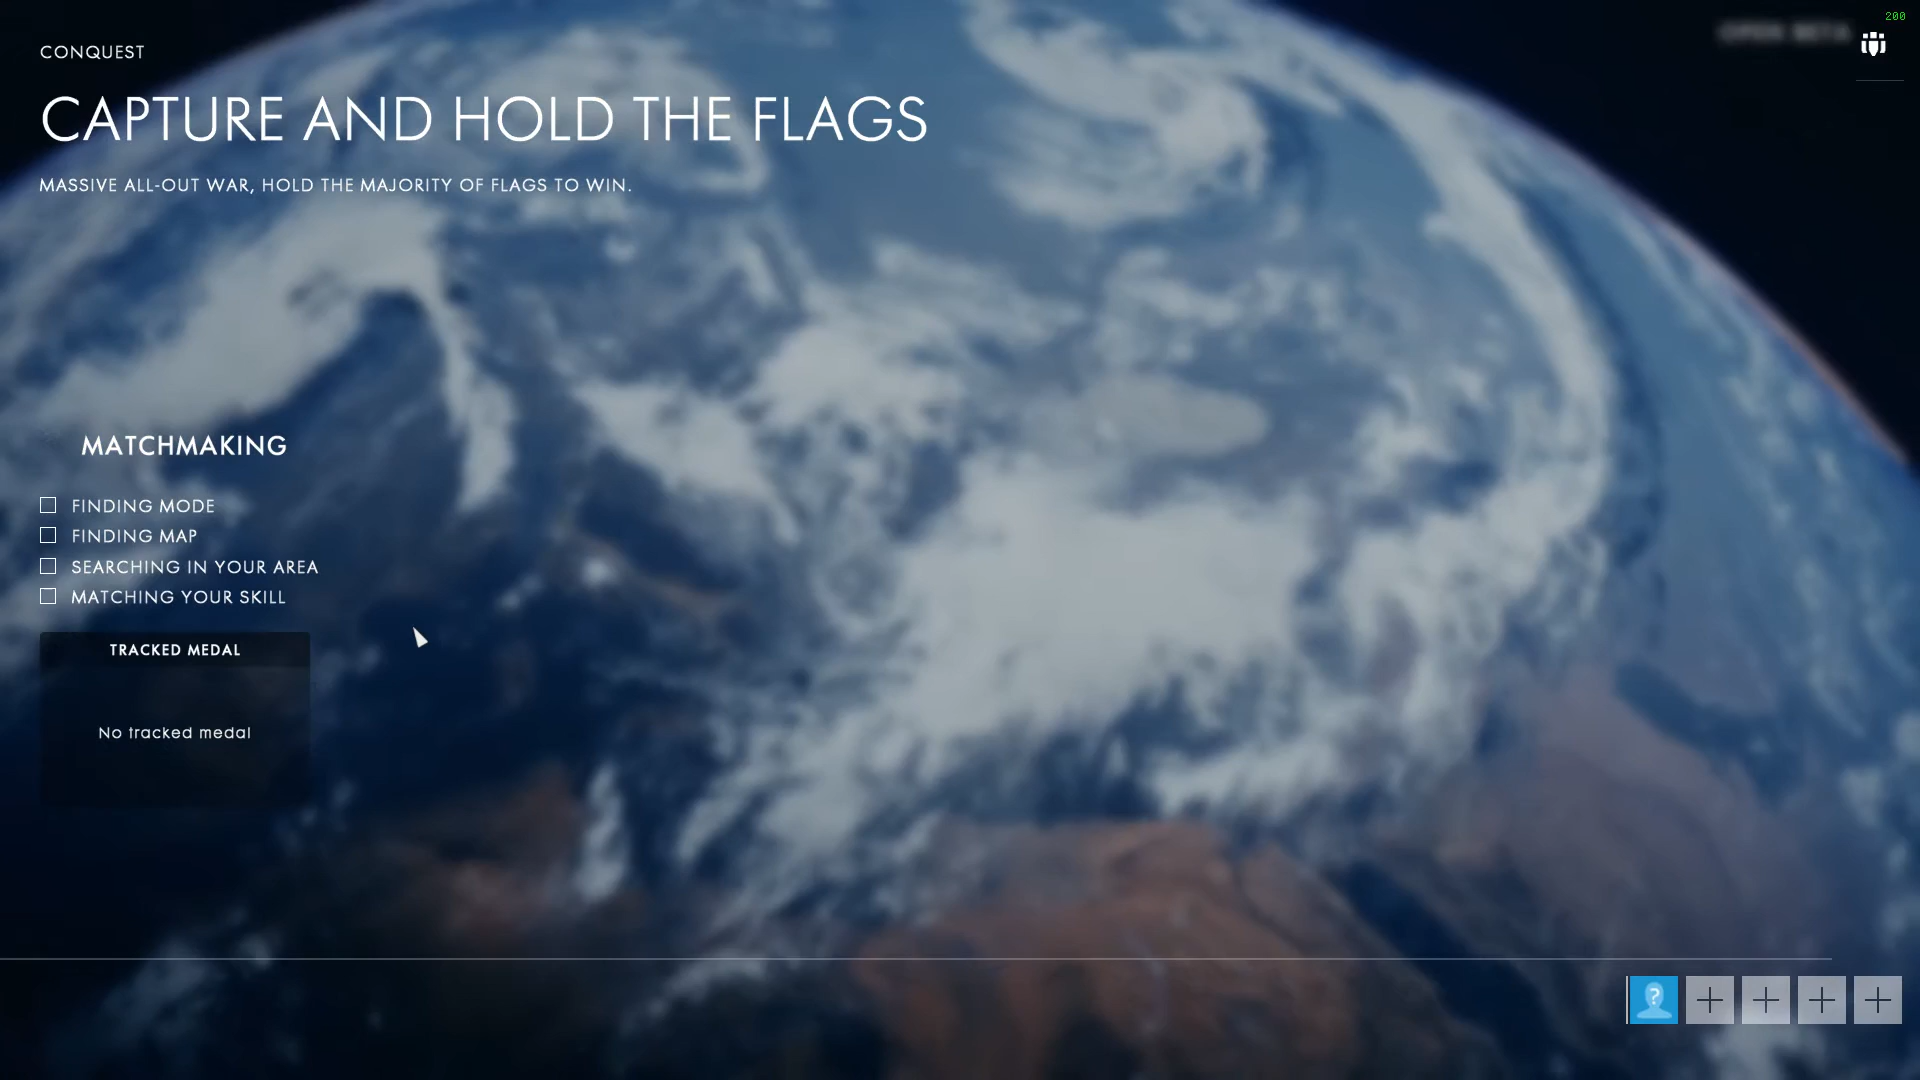 200
CONQUEST
CAPTURE AND HOLD THE FLAGS
MASSIVE ALL-OUT WAR, HOLD THE MAJORITY OF FLAGS TO WIN.
MATCHMAKING
FINDING MODE
FINDING MAP
SEARCHING IN YOUR AREA
MATCHING YOUR SKILL
TRACKED MEDAL
No tracked medal
?